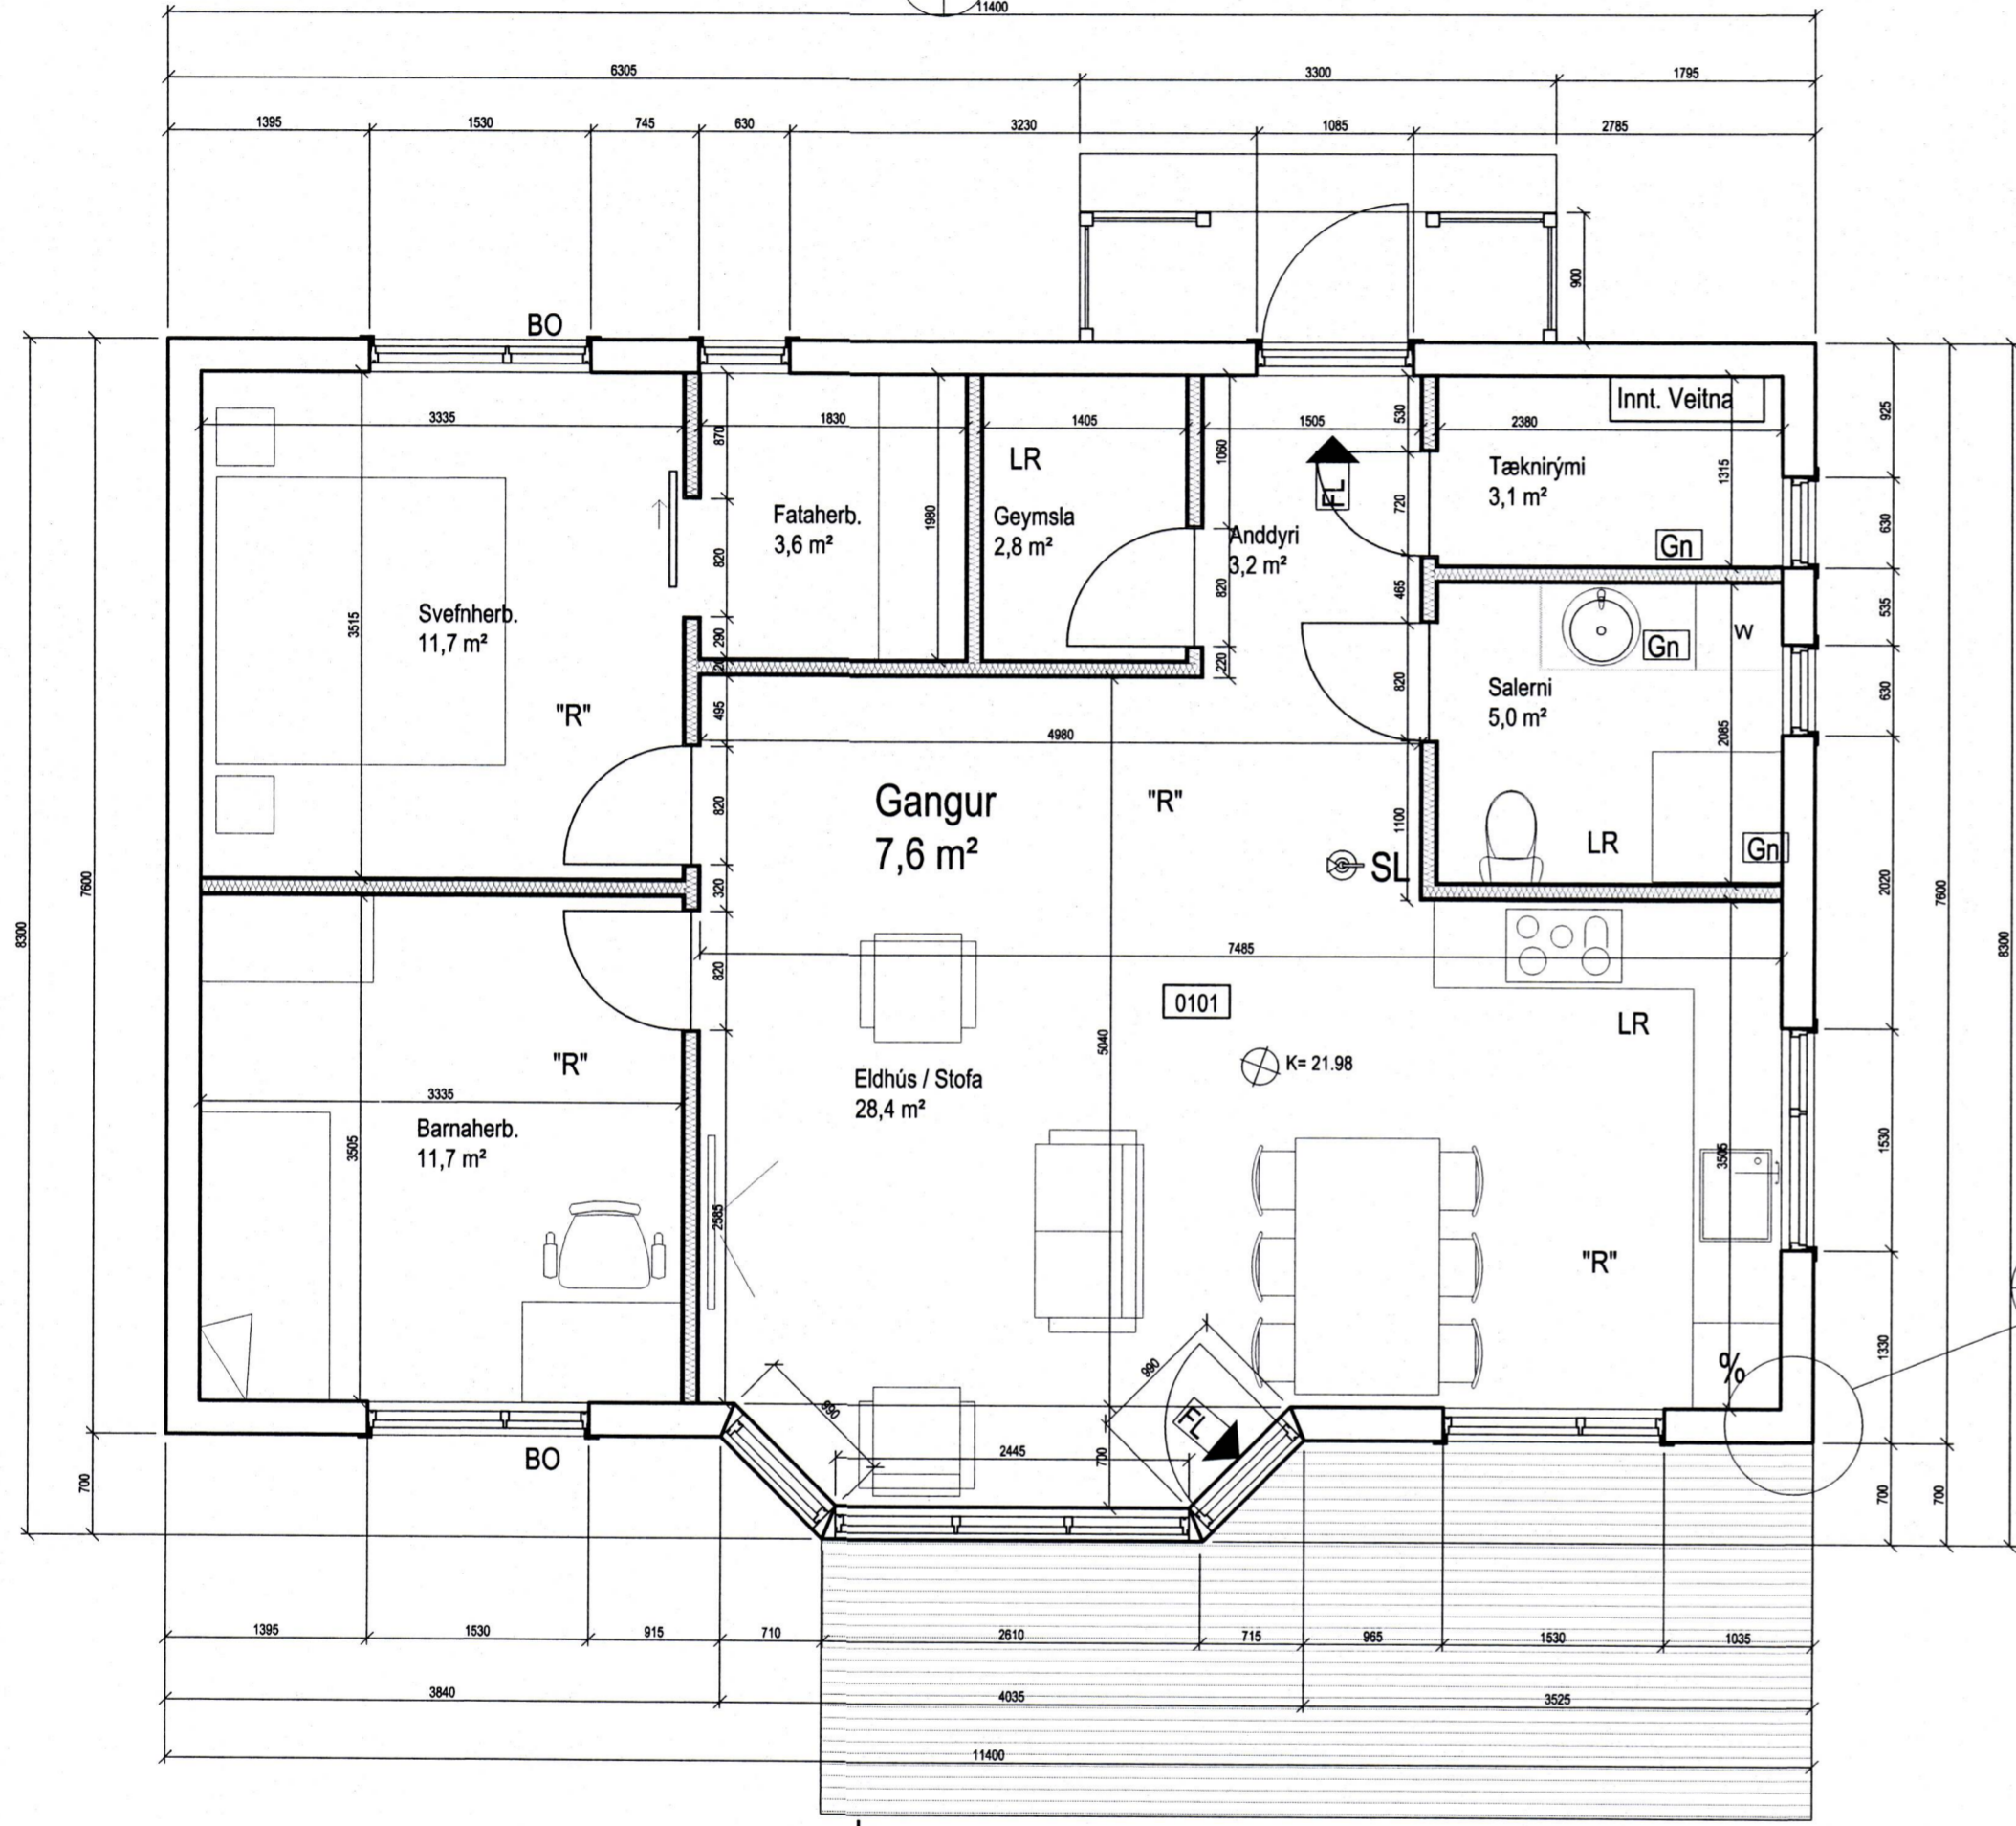 11400
6305 3300 1795
1395 1530 745 630 3230 1085 2785
900
BO
Innt. Veitna
3335 1830 1405 1505 2380
870 1060 530 925
LR
Tæknirými
3,1 m²
1315
FL
Fataherb.
3,6 m²
1980
Geymsla
2,8 m²
Anddyri
3,2 m²
720
630
Gn
820 820 465 535
Svefnherb.
11,7 m²
3515
290 220
Gn W
Salerni
5,0 m²
820 630
"R"
495
4980
2085
Gangur
7,6 m²
"R"
820 1100
LR Gn
SL
7600
320 2020
7600
8300
8300
7485
820
0101
LR
5040
K= 21.98
"R"
Eldhús / Stofa
28,4 m²
3335
Barnaherb.
11,7 m²
3505 3505 1530
2585
"R"
1330
990
%
890
FL
BO
2445
700
700 700 700
1395 1530 915 710 2610 715 965 1530 1035
3840 4035 3525
11400